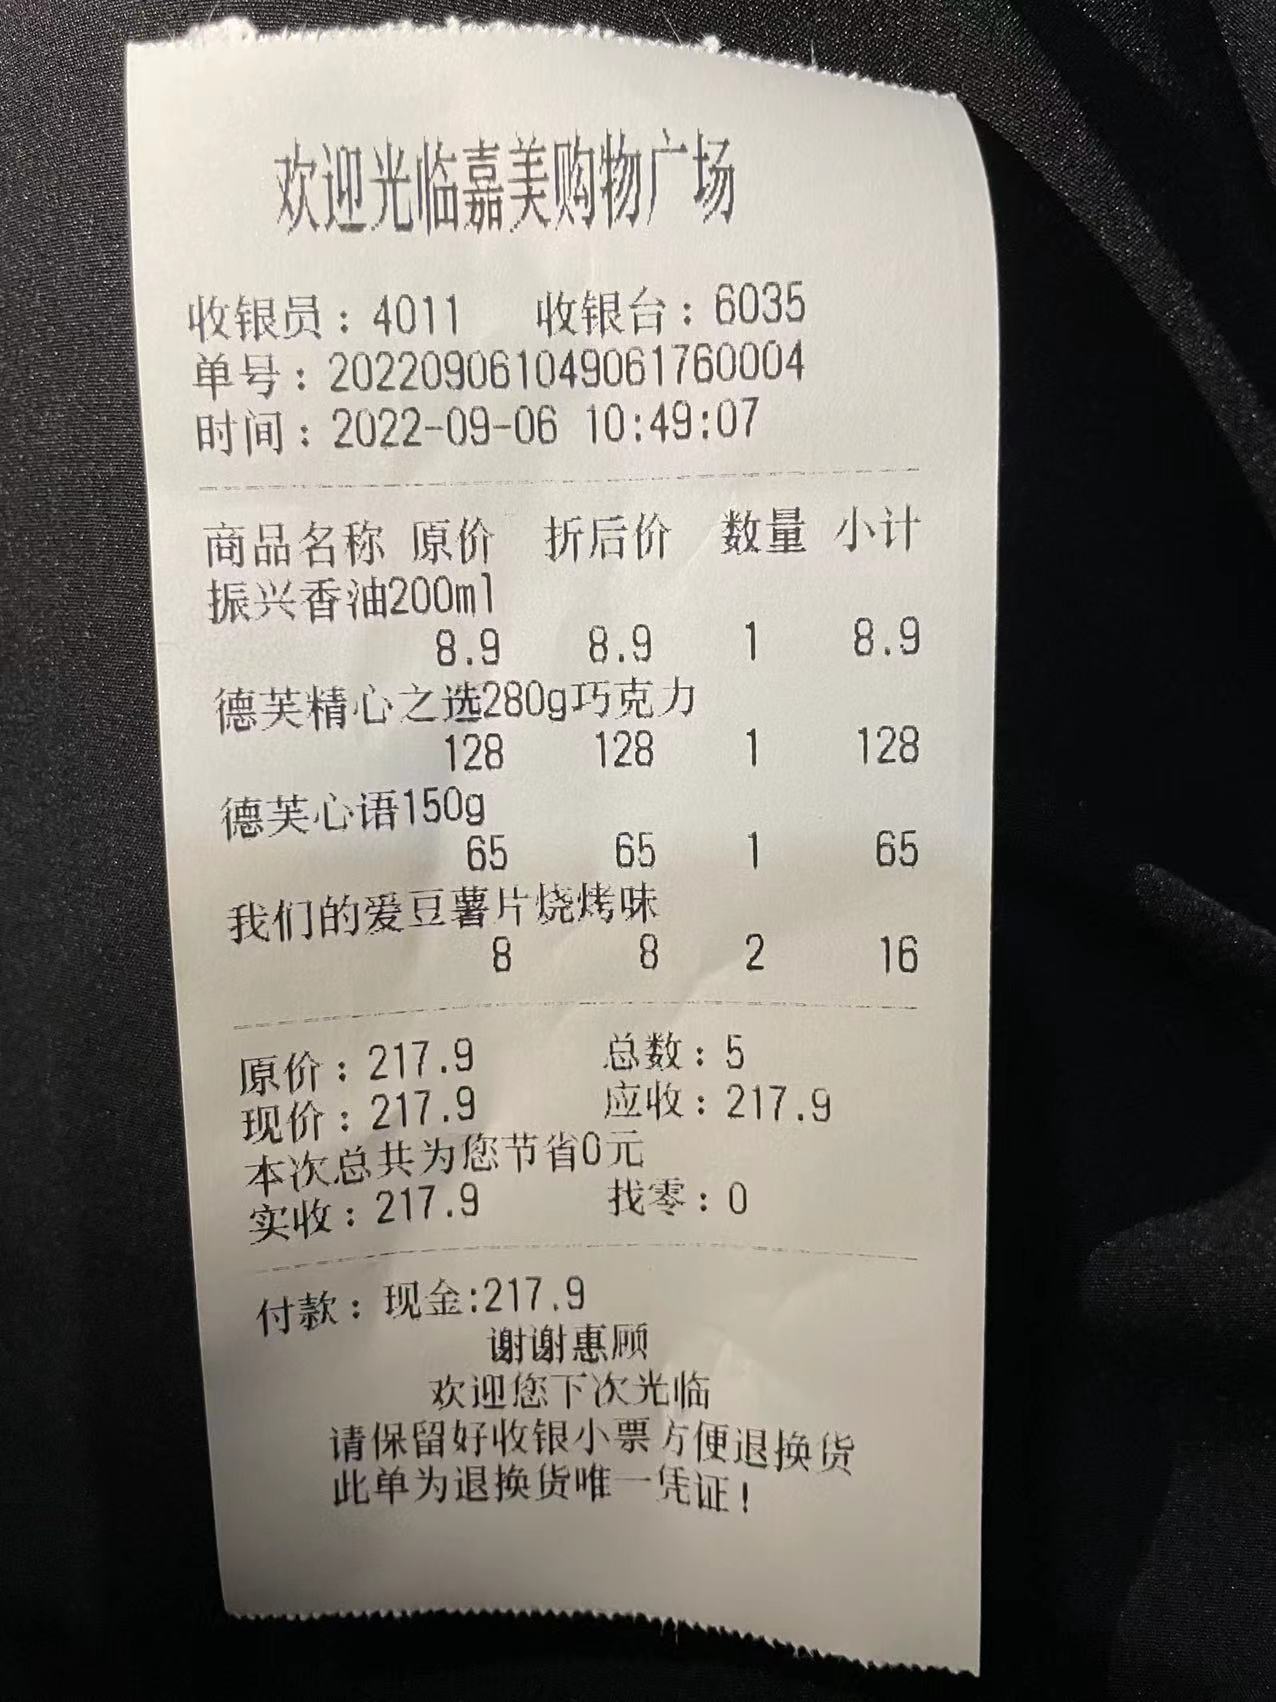 欢迎光临嘉美购物广场
收银员：4011 收银台：6035
单号：2022090610490617​60004
时间：2022-09-06 10:49:07
商品名称 原价 折后价 数量 小计
振兴香油200ml
8.9 8.9 1 8.9
德芙精心之选280g巧克力
128 128 1 128
德芙心语150g
65 65 1 65
我们的爱豆薯片烧烤味
8 8 2 16
原价：217.9 总数：5
现价：217.9 应收：217.9
本次总共为您节省0元
实收：217.9 找零：0
付款：现金:217.9
谢谢惠顾
欢迎您下次光临
请保留好收银小票方便退换货
此单为退换货唯一凭证！